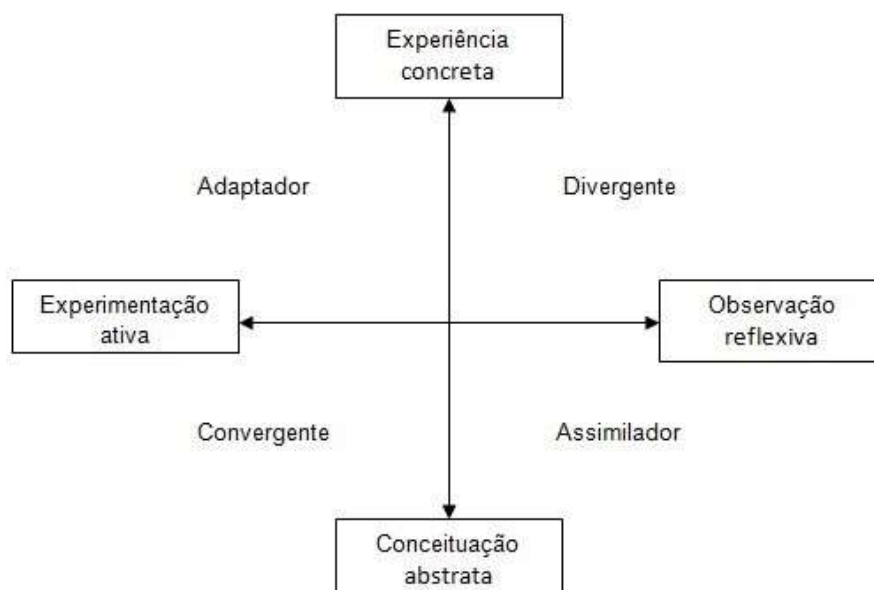 Experiência
concreta
Adaptador
Divergente
Experimentação
ativa
Observação
reflexiva
Convergente
Assimilador
Conceituação
abstrata